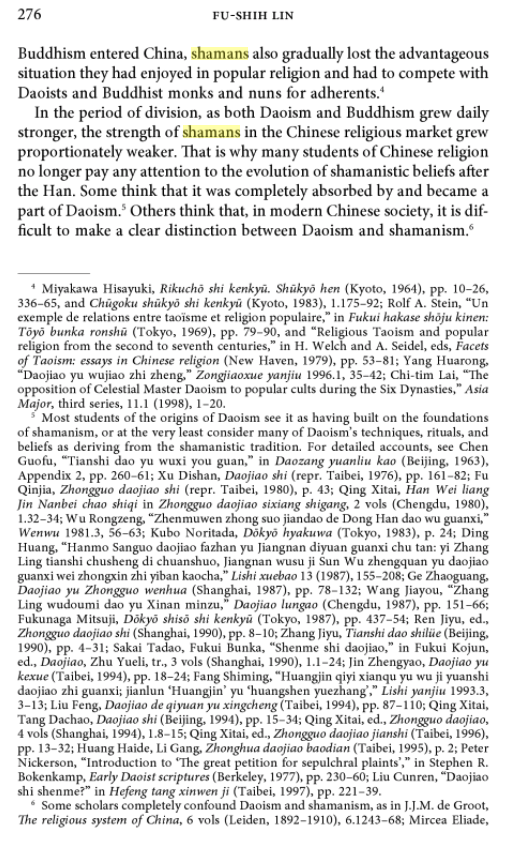 276
FU-SHIH LIN
Buddhism entered China, shamans also gradually lost the advantageous
situation they had enjoyed in popular religion and had to compete with
Daoists and Buddhist monks and nuns for adherents.⁴
In the period of division, as both Daoism and Buddhism grew daily
stronger, the strength of shamans in the Chinese religious market grew
proportionately weaker. That is why many students of Chinese religion
no longer pay any attention to the evolution of shamanistic beliefs after
the Han. Some think that it was completely absorbed by and became a
part of Daoism.⁵ Others think that, in modern Chinese society, it is dif-
ficult to make a clear distinction between Daoism and shamanism.⁶
⁴ Miyakawa Hisayuki, Rikuchō shi kenkyū. Shūkyō hen (Kyoto, 1964), pp. 10–26,
336–65, and Chūgoku shūkyō shi kenkyū (Kyoto, 1983), 1.175–92; Rolf A. Stein, “Un
exemple de relations entre taoïsme et religion populaire,” in Fukui hakase shōju kinen:
Tōyō bunka ronshū (Tokyo, 1969), pp. 79–90, and “Religious Taoism and popular
religion from the second to seventh centuries,” in H. Welch and A. Seidel, eds, Facets
of Taoism: essays in Chinese religion (New Haven, 1979), pp. 53–81; Yang Huarong,
“Daojiao yu wujiao zhi zheng,” Zongjiaoxue yanjiu 1996.1, 35–42; Chi-tim Lai, “The
opposition of Celestial Master Daoism to popular cults during the Six Dynasties,” Asia
Major, third series, 11.1 (1998), 1–20.
⁵ Most students of the origins of Daoism see it as having built on the foundations
of shamanism, or at the very least consider many of Daoism’s techniques, rituals, and
beliefs as deriving from the shamanistic tradition. For detailed accounts, see Chen
Guofu, “Tianshi dao yu wuxi you guan,” in Daozang yuanliu kao (Beijing, 1963),
Appendix 2, pp. 260–61; Xu Dishan, Daojiao shi (repr. Taibei, 1976), pp. 161–82; Fu
Qinjia, Zhongguo daojiao shi (repr. Taibei, 1980), p. 43; Qing Xitai, Han Wei liang
Jin Nanbei chao shiqi in Zhongguo daojiao sixiang shigang, 2 vols (Chengdu, 1980),
1.32–34; Wu Rongzeng, “Zhenmuwen zhong suo jiandao de Dong Han dao wu guanxi,”
Wenwu 1981.3, 56–63; Kubo Noritada, Dōkyō hyakuwa (Tokyo, 1983), p. 24; Ding
Huang, “Hanmo Sanguo daojiao fazhan yu Jiangnan diyuan guanxi chu tan: yi Zhang
Ling tianshi chusheng di chuanshuo, Jiangnan wusu ji Sun Wu zhengquan yu daojiao
guanxi wei zhongxin zhi yiban kaocha,” Lishi xuebao 13 (1987), 155–208; Ge Zhaoguang,
Daojiao yu Zhongguo wenhua (Shanghai, 1987), pp. 78–132; Wang Jiayou, “Zhang
Ling wudoumi dao yu Xinan minzu,” Daojiao lungao (Chengdu, 1987), pp. 151–66;
Fukunaga Mitsuji, Dōkyō shisō shi kenkyū (Tokyo, 1987), pp. 437–54; Ren Jiyu, ed.,
Zhongguo daojiao shi (Shanghai, 1990), pp. 8–10; Zhang Jiyu, Tianshi dao shilüe (Beijing,
1990), pp. 4–31; Sakai Tadao, Fukui Bunka, “Shenme shi daojiao,” in Fukui Kojun,
ed., Daojiao, Zhu Yueli, tr., 3 vols (Shanghai, 1990), 1.1–24; Jin Zhengyao, Daojiao yu
kexue (Taibei, 1994), pp. 18–24; Fang Shiming, “Huangjin qiyi xianqu yu wu ji yuanshi
daojiao zhi guanxi; jianlun ‘Huangjin’ yu ‘huangshen yuezhang’,” Lishi yanjiu 1993.3,
3–13; Liu Feng, Daojiao de qiyuan yu xingcheng (Taibei, 1994), pp. 87–110; Qing Xitai,
Tang Dachao, Daojiao shi (Beijing, 1994), pp. 15–34; Qing Xitai, ed., Zhongguo daojiao,
4 vols (Shanghai, 1994), 1.8–15; Qing Xitai, ed., Zhongguo daojiao jianshi (Taibei, 1996),
pp. 13–32; Huang Haide, Li Gang, Zhonghua daojiao baodian (Taibei, 1995), p. 2; Peter
Nickerson, “Introduction to ‘The great petition for sepulchral plaints’,” in Stephen R.
Bokenkamp, Early Daoist scriptures (Berkeley, 1977), pp. 230–60; Liu Cunren, “Daojiao
shi shenme?” in Hefeng tang xinwen ji (Taibei, 1997), pp. 221–39.
⁶ Some scholars completely confound Daoism and shamanism, as in J.J.M. de Groot,
The religious system of China, 6 vols (Leiden, 1892–1910), 6.1243–68; Mircea Eliade,